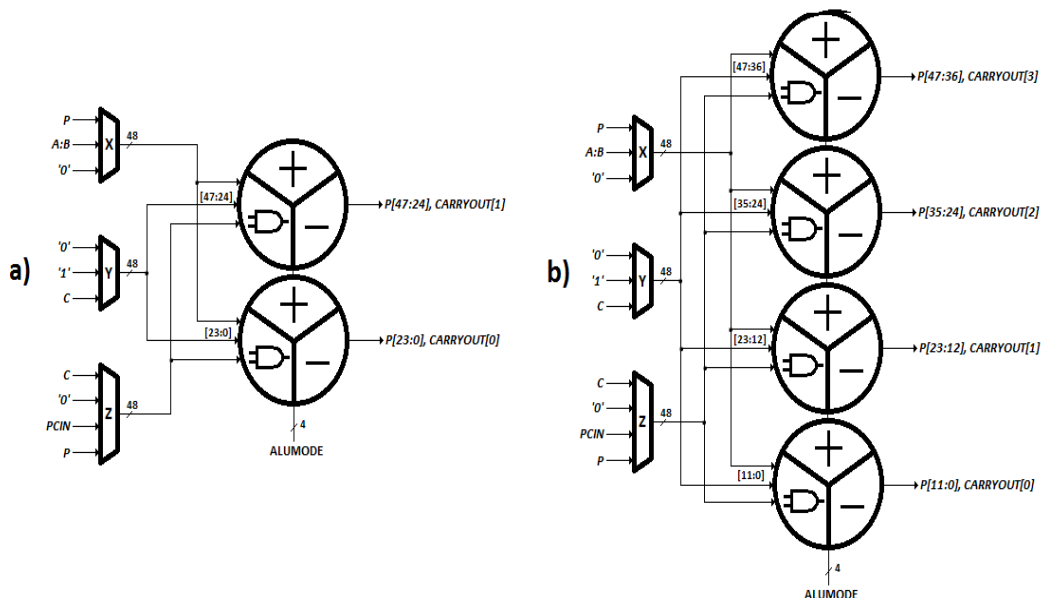 a)
P
A:B
'0'
X
48
'0'
'1'
C
Y
48
C
'0'
PCIN
P
Z
48
[47:24]
P[47:24], CARRYOUT[1]
[23:0]
P[23:0], CARRYOUT[0]
4
ALUMODE
b)
P
A:B
'0'
X
48
'0'
'1'
C
Y
48
C
'0'
PCIN
P
Z
48
[47:36]
P[47:36], CARRYOUT[3]
[35:24]
P[35:24], CARRYOUT[2]
[23:12]
P[23:12], CARRYOUT[1]
[11:0]
P[11:0], CARRYOUT[0]
4
ALUMODE